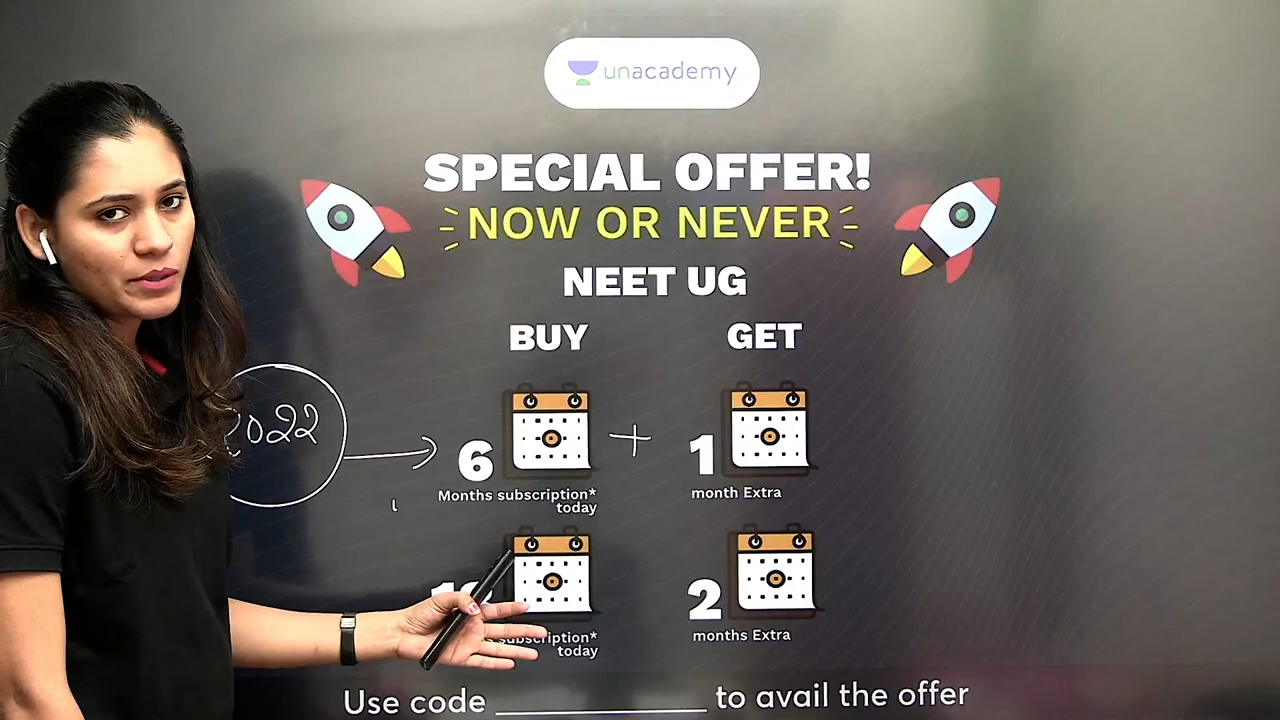 unacademy
SPECIAL OFFER!
NOW OR NEVER
NEET UG
BUY GET
2022 → 6 + 1
Months subscription* today
month Extra
2
subscription* today
months Extra
Use code __________ to avail the offer